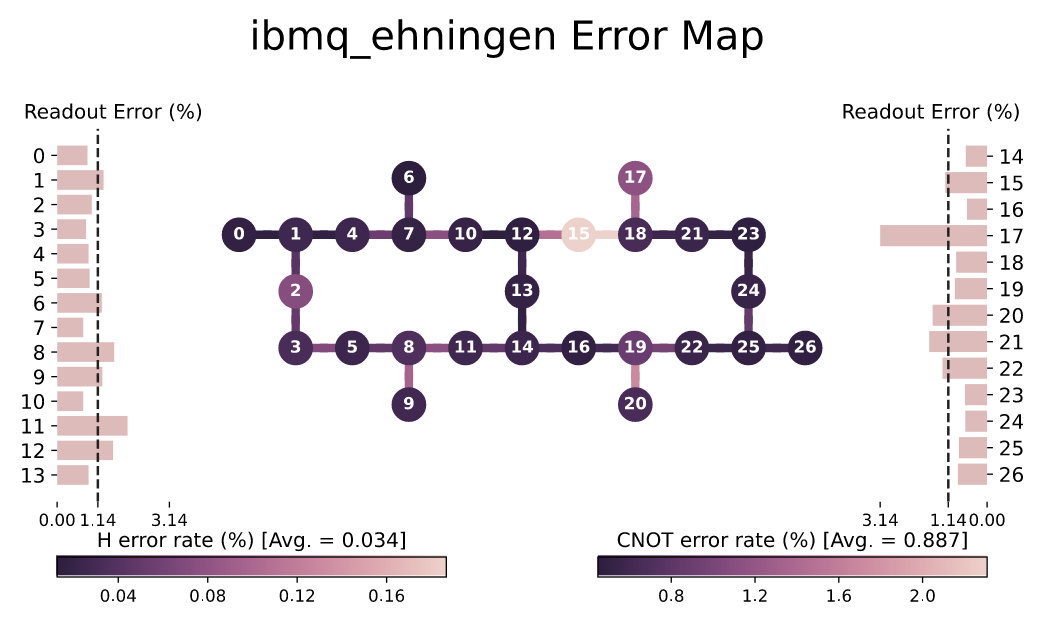 ibmq_ehningen Error Map
Readout Error (%)
Readout Error (%)
0
1
2
3
4
5
6
7
8
9
10
11
12
13
0.00 1.14 3.14
6
17
0 1 4 7 10 12 15 18 21 23
2 13 24
3 5 8 11 14 16 19 22 25 26
9
20
14
15
16
17
18
19
20
21
22
23
24
25
26
3.14 1.14 0.00
H error rate (%) [Avg. = 0.034]
0.04 0.08 0.12 0.16
CNOT error rate (%) [Avg. = 0.887]
0.8 1.2 1.6 2.0